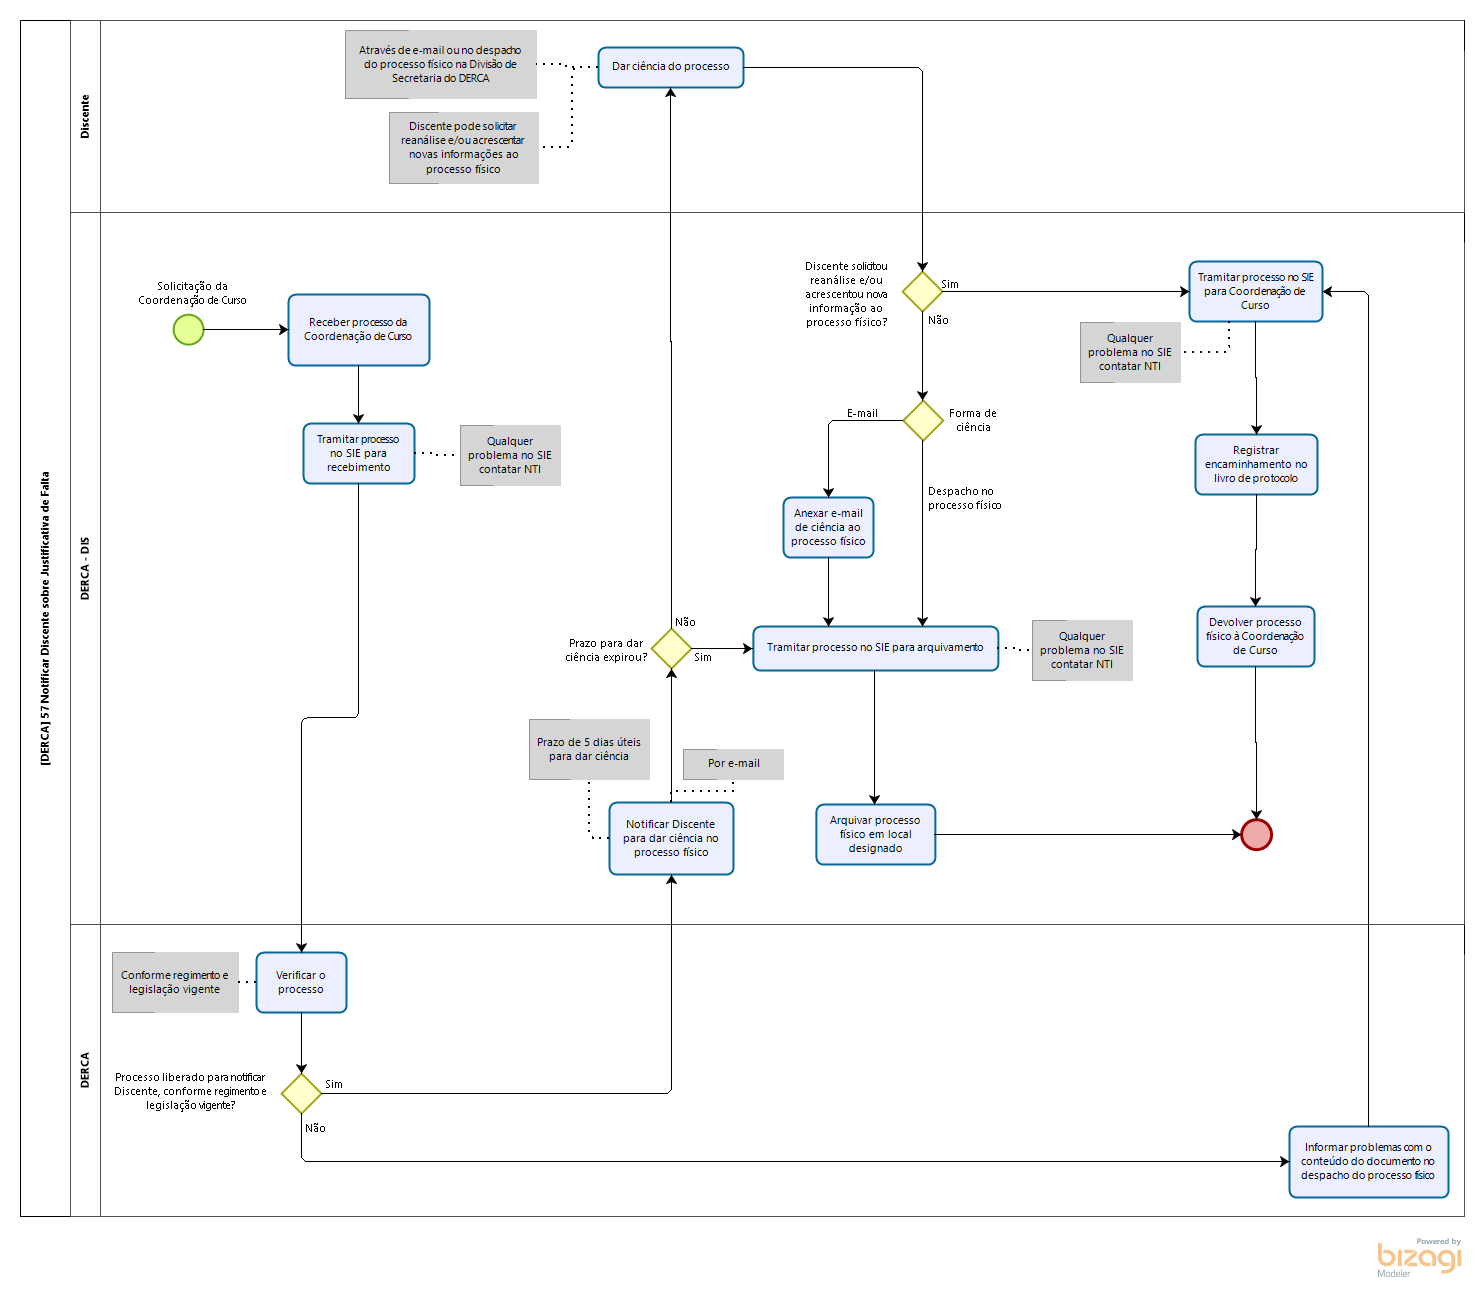 [DERCA] 57 Notificar Discente sobre Justificativa de Falta
Discente
Através de e-mail ou no despacho
do processo físico na Divisão de
Secretaria do DERCA
Dar ciência do processo
Discente pode solicitar
reanálise e/ou acrescentar
novas informações ao
processo físico
DERCA - DIS
Solicitação da
Coordenação de Curso
Receber processo da
Coordenação de Curso
Tramitar processo
no SIE para
recebimento
Qualquer
problema no SIE
contatar NTI
Discente solicitou
reanálise e/ou
acrescentou nova
informação ao
processo físico?
Sim
Não
Tramitar processo no SIE
para Coordenação de
Curso
Qualquer
problema no SIE
contatar NTI
E-mail
Forma de
ciência
Despacho no
processo físico
Registrar
encaminhamento no
livro de protocolo
Anexar e-mail
de ciência ao
processo físico
Prazo para dar
ciência expirou?
Não
Sim
Tramitar processo no SIE para arquivamento
Qualquer
problema no SIE
contatar NTI
Devolver processo
físico à Coordenação
de Curso
Prazo de 5 dias úteis
para dar ciência
Por e-mail
Notificar Discente
para dar ciência no
processo físico
Arquivar processo
físico em local
designado
DERCA
Conforme regimento e
legislação vigente
Verificar o
processo
Processo liberado para notificar
Discente, conforme regimento e
legislação vigente?
Sim
Não
Informar problemas com o
conteúdo do documento no
despacho do processo físico
Powered by
bizagi
Modeler